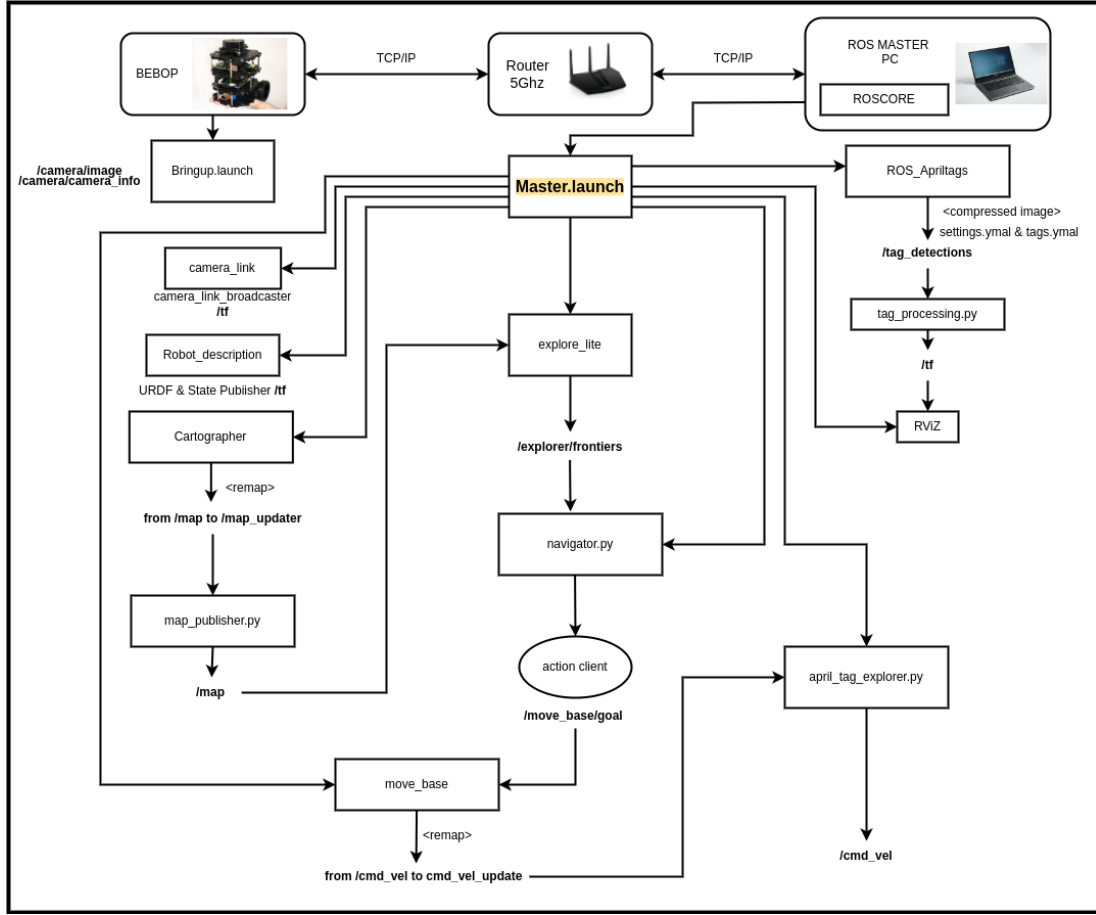 BEBOP
TCP/IP
Router
5Ghz
TCP/IP
ROS MASTER
PC
ROSCORE
/camera/image
/camera/camera_info
Bringup.launch
Master.launch
ROS_Apriltags
<compressed image>
settings.ymal & tags.ymal
/tag_detections
camera_link
camera_link_broadcaster
/tf
tag_processing.py
/tf
Robot_description
URDF & State Publisher /tf
explore_lite
RViZ
Cartographer
<remap>
from /map to /map_updater
/explorer/frontiers
navigator.py
map_publisher.py
/map
action client
/move_base/goal
april_tag_explorer.py
move_base
<remap>
from /cmd_vel to cmd_vel_update
/cmd_vel